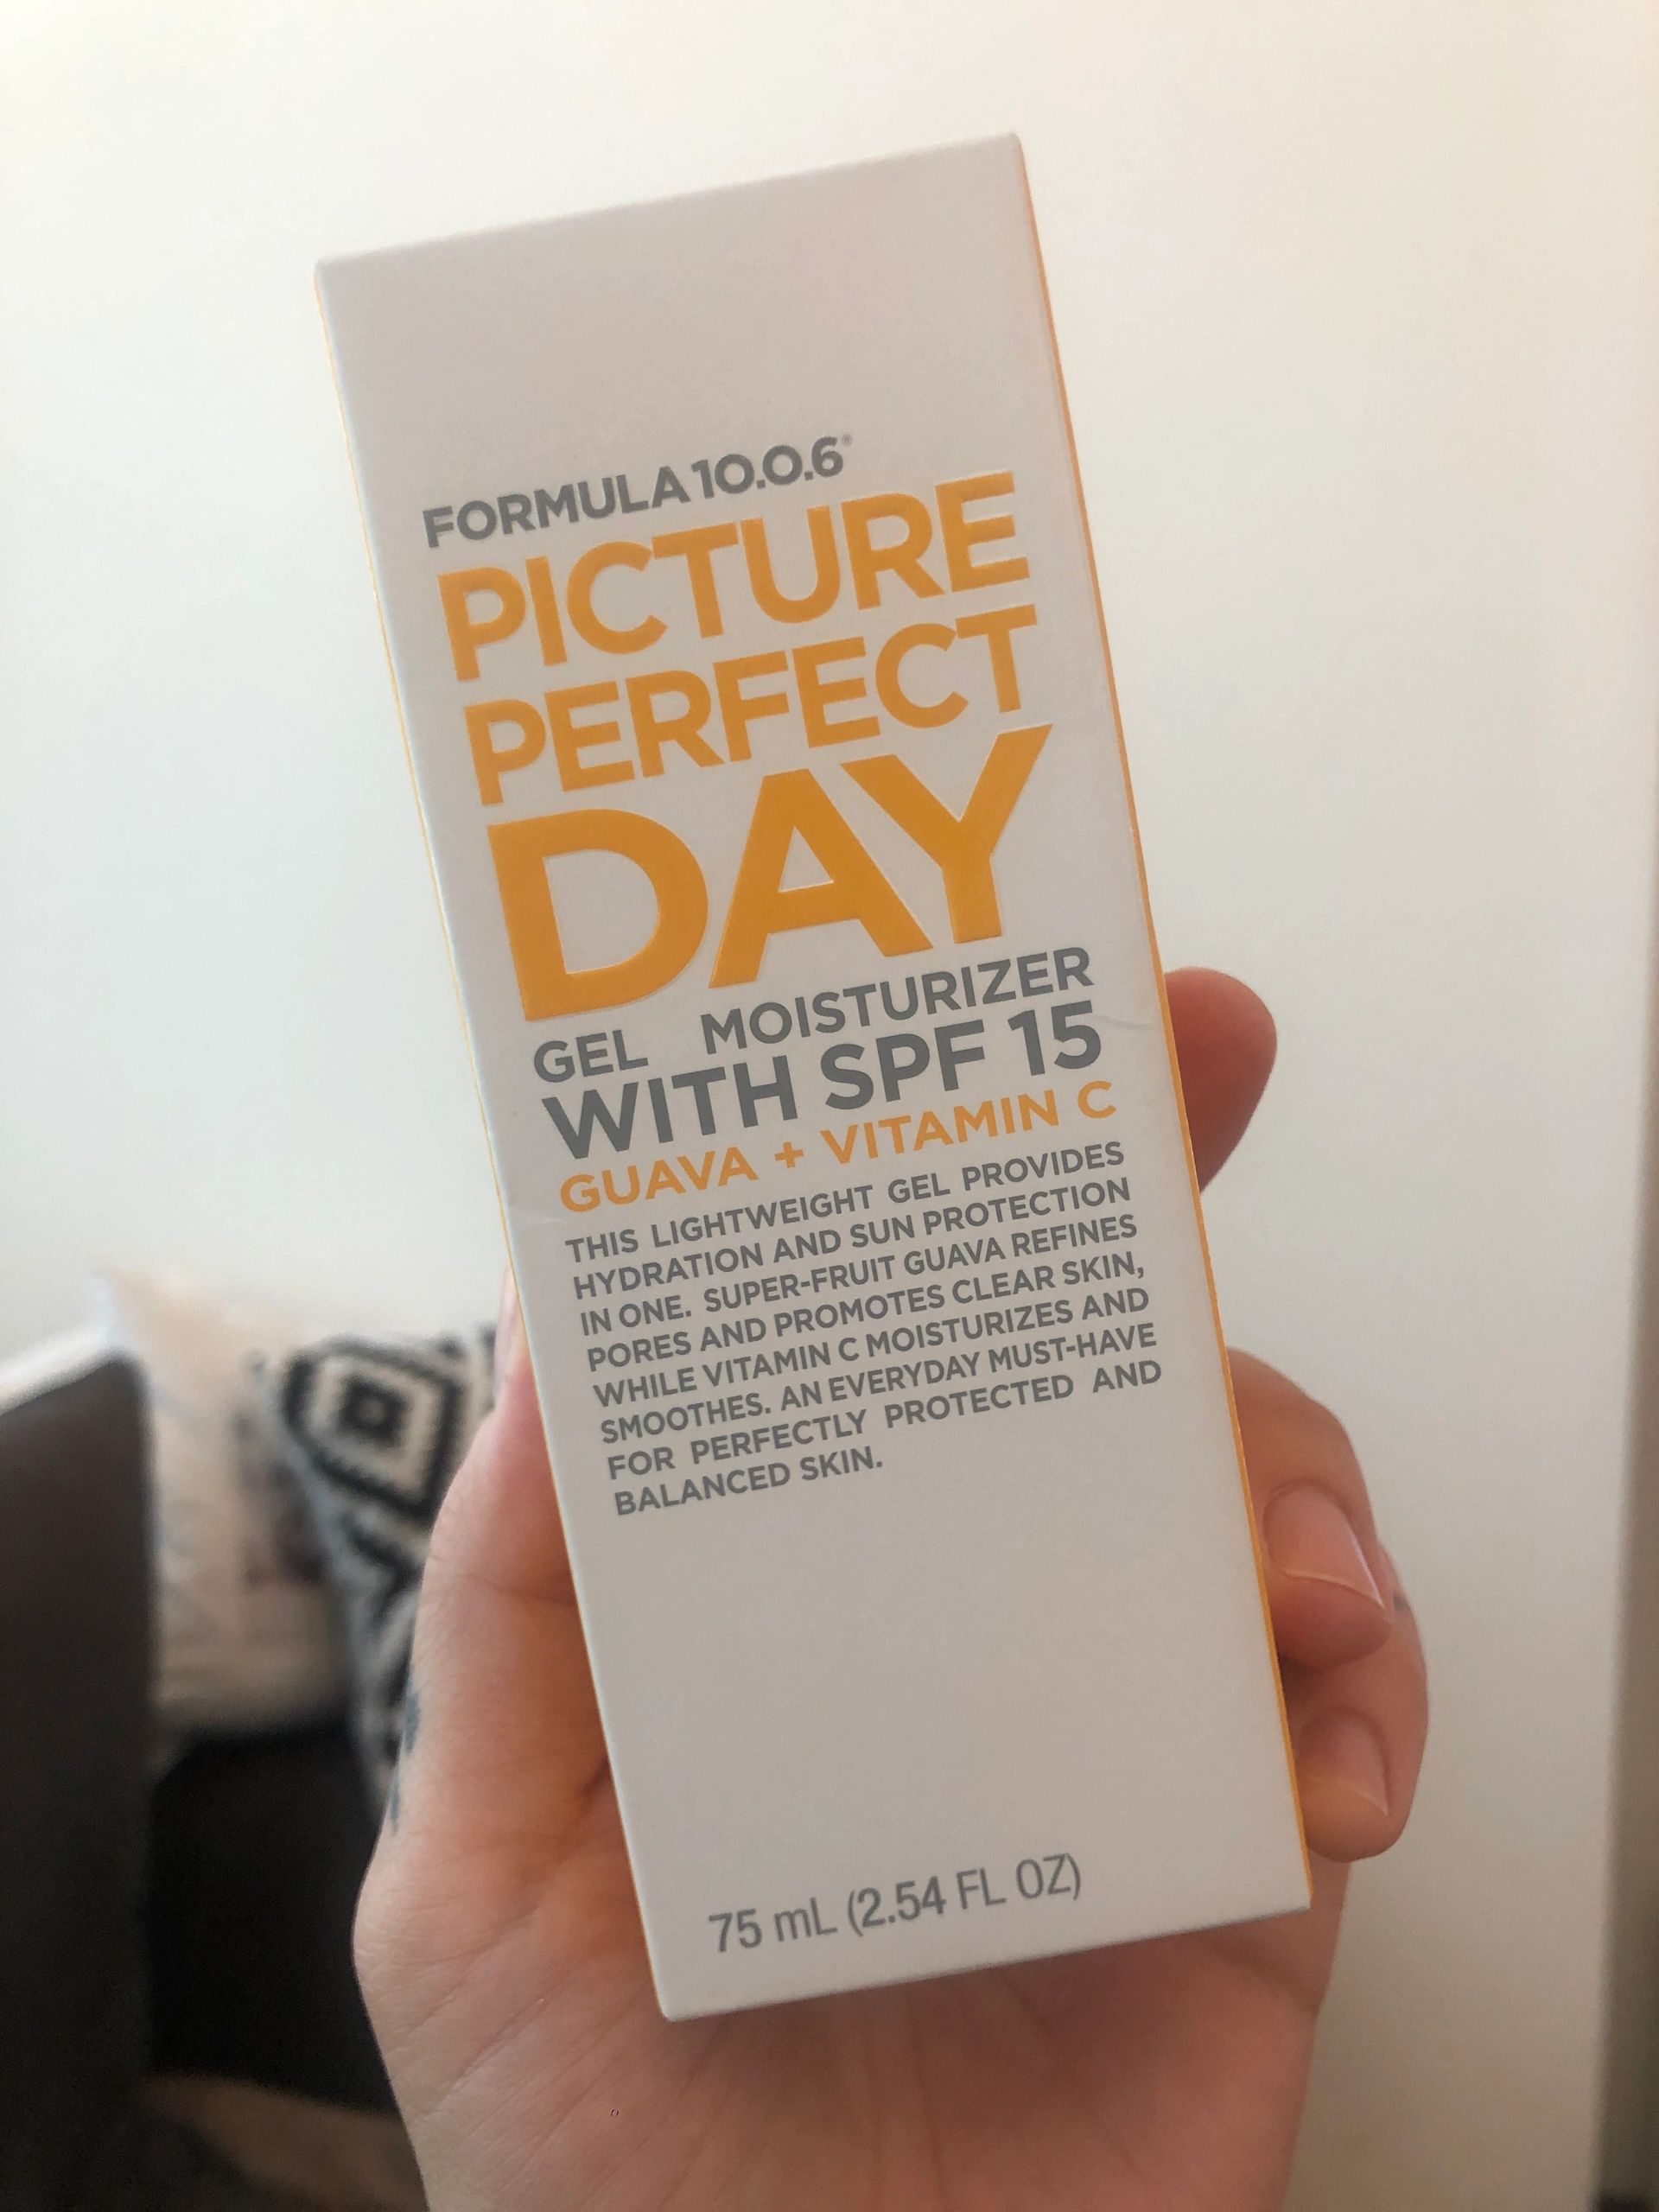 FORMULA 10.0.6®
PICTURE
PERFECT
DAY
GEL MOISTURIZER
WITH SPF 15
GUAVA + VITAMIN C
THIS LIGHTWEIGHT GEL PROVIDES
HYDRATION AND SUN PROTECTION
IN ONE. SUPER-FRUIT GUAVA REFINES
PORES AND PROMOTES CLEAR SKIN,
WHILE VITAMIN C MOISTURIZES AND
SMOOTHES. AN EVERYDAY MUST-HAVE
FOR PERFECTLY PROTECTED AND
BALANCED SKIN.
75 mL (2.54 FL OZ)